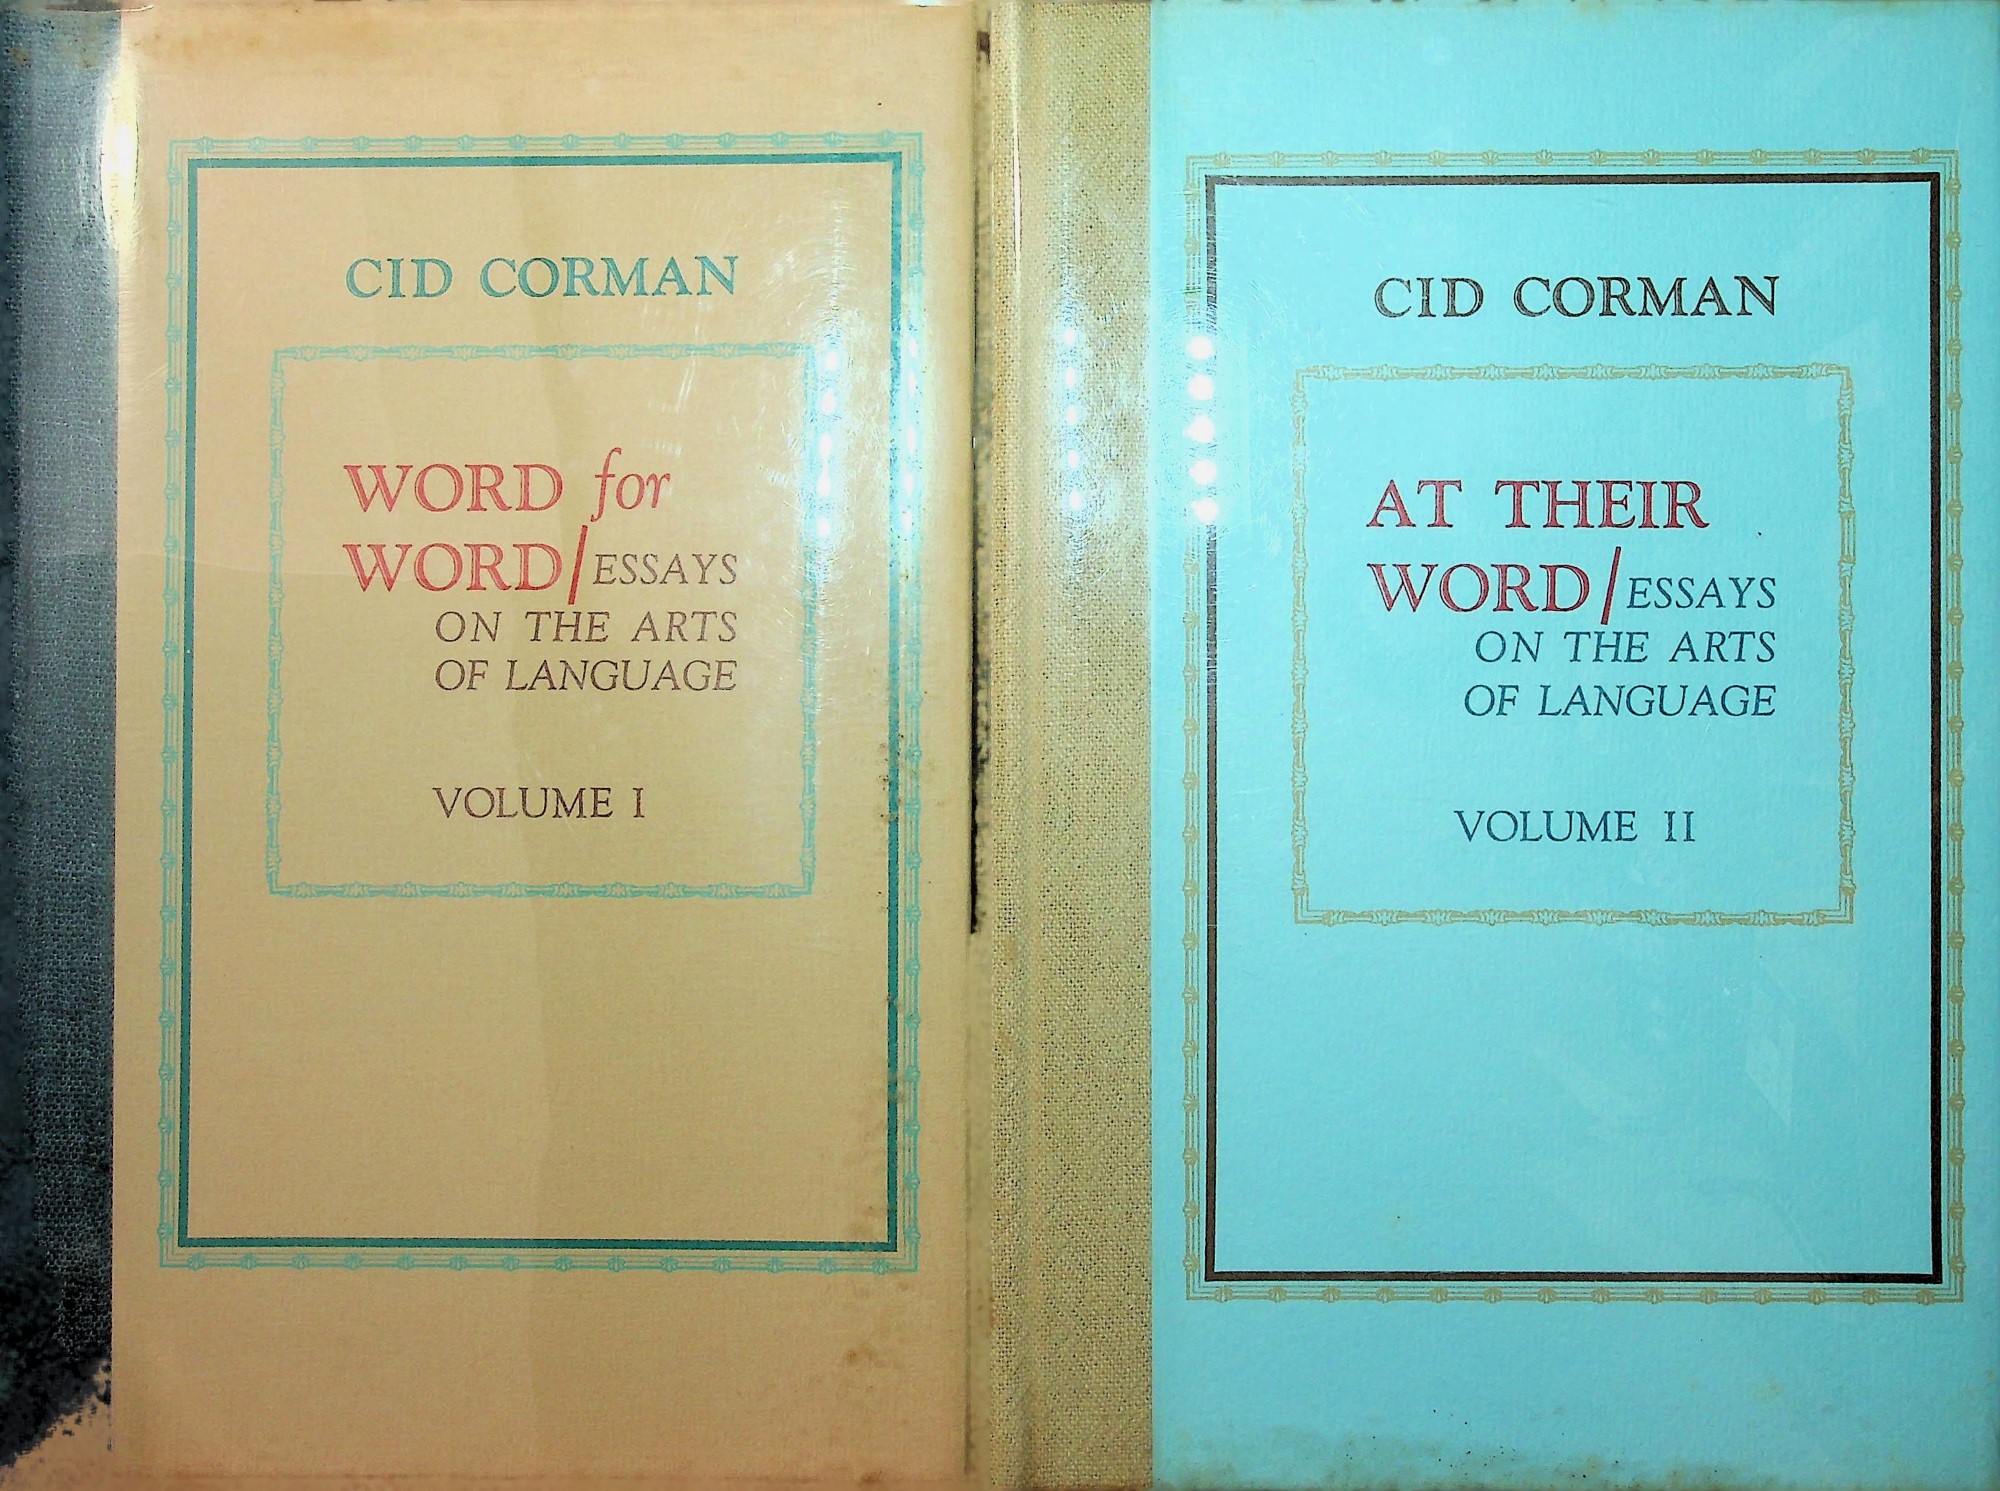 CID CORMAN
WORD for
WORD/ESSAYS
ON THE ARTS
OF LANGUAGE
VOLUME I
CID CORMAN
AT THEIR
WORD/ESSAYS
ON THE ARTS
OF LANGUAGE
VOLUME II